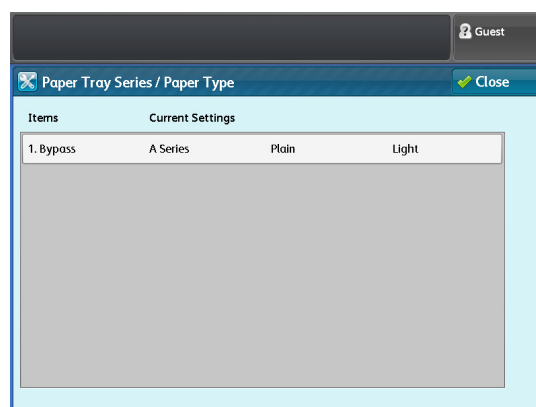 Guest
Paper Tray Series / Paper Type
Close
Items Current Settings
1. Bypass A Series Plain Light